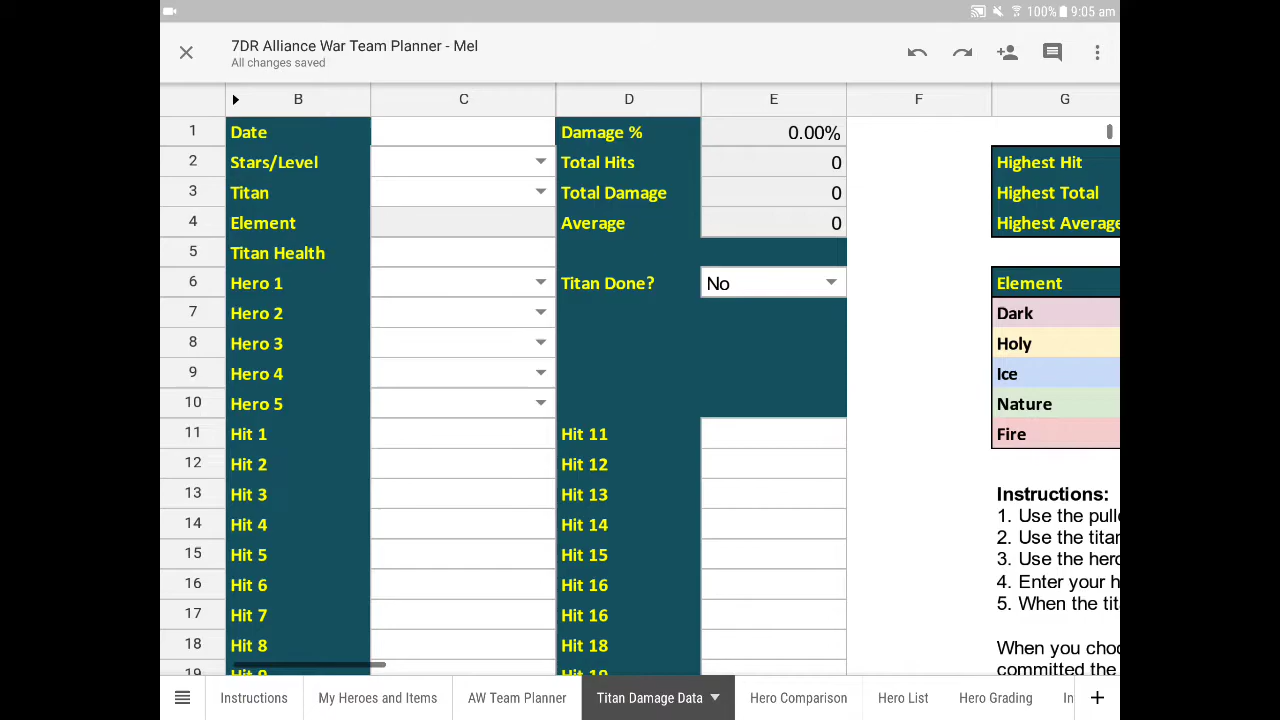 100% 9:05 am
7DR Alliance War Team Planner - Mel
All changes saved
B C D E F G
1 Date Damage % 0.00%
2 Stars/Level Total Hits 0 Highest Hit
3 Titan Total Damage 0 Highest Total
4 Element Average 0 Highest Average
5 Titan Health
6 Hero 1 Titan Done? No Element
7 Hero 2 Dark
8 Hero 3 Holy
9 Hero 4 Ice
10 Hero 5 Nature
11 Hit 1 Hit 11 Fire
12 Hit 2 Hit 12
13 Hit 3 Hit 13 Instructions:
14 Hit 4 Hit 14 1. Use the pull
15 Hit 5 Hit 15 2. Use the titan
16 Hit 6 Hit 16 3. Use the hero
17 Hit 7 Hit 16 4. Enter your h
5. When the tit
18 Hit 8 Hit 18 When you choo
committed the
Instructions My Heroes and Items AW Team Planner Titan Damage Data Hero Comparison Hero List Hero Grading In +